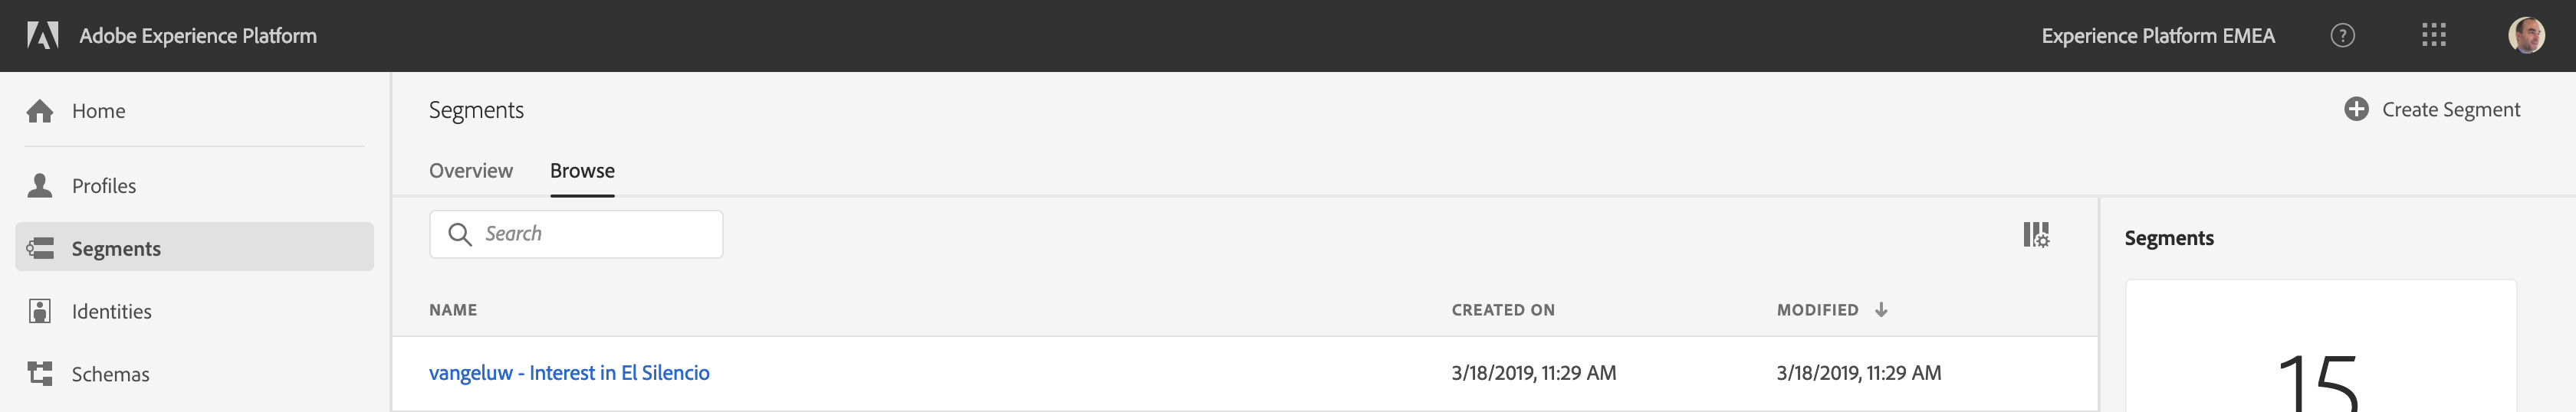 Adobe Experience Platform
Experience Platform EMEA
?
Home
Profiles
Segments
Identities
Schemas
Segments
Create Segment
Overview Browse
Search
NAME CREATED ON MODIFIED
vangeluw - Interest in El Silencio 3/18/2019, 11:29 AM 3/18/2019, 11:29 AM
Segments
15